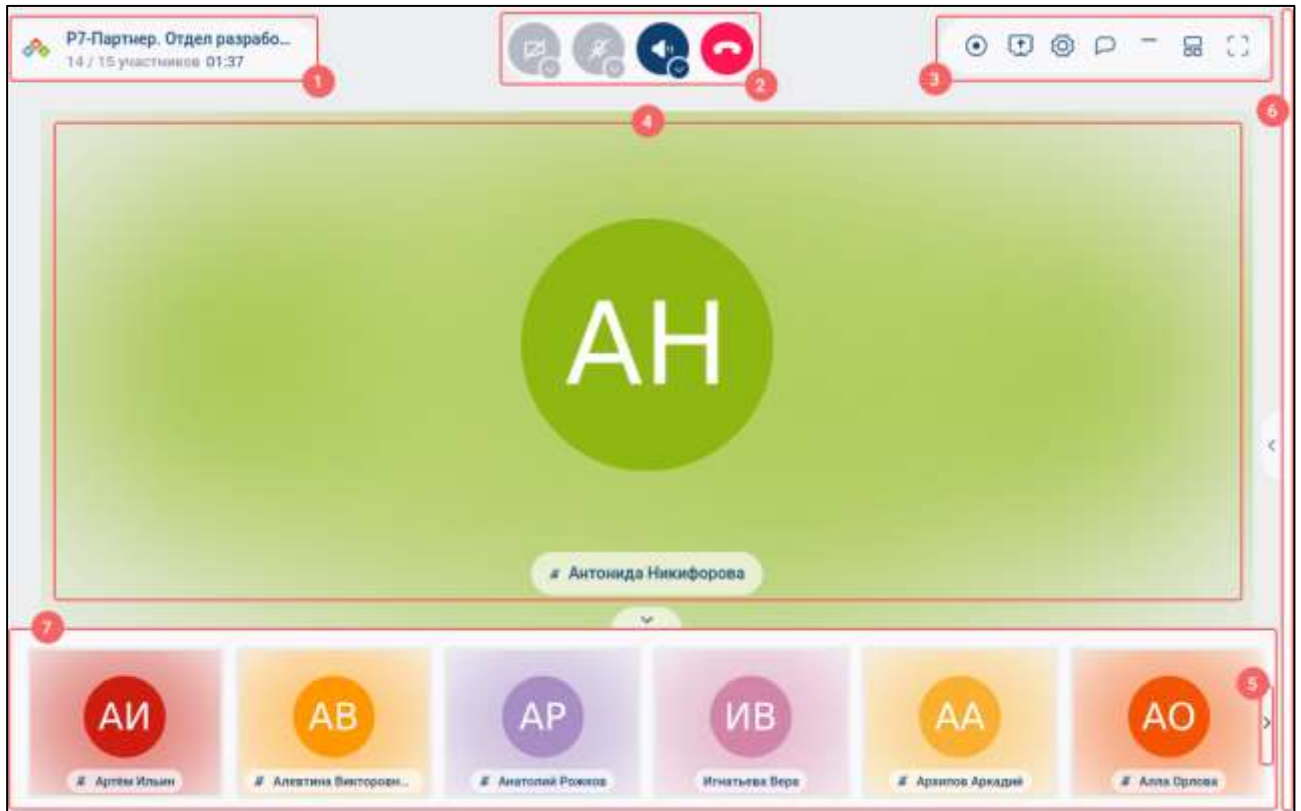 Р7-Партнер. Отдел разрабо...
14 / 15 участников 01:37
1
2
3
4
6
АН
Антонида Никифорова
7
5
АИ
АВ
АР
ИВ
АА
АО
Артём Ильин
Алевтина Викторовн...
Анатолий Рожков
Игнатьева Вера
Архипов Аркадий
Алла Орлова